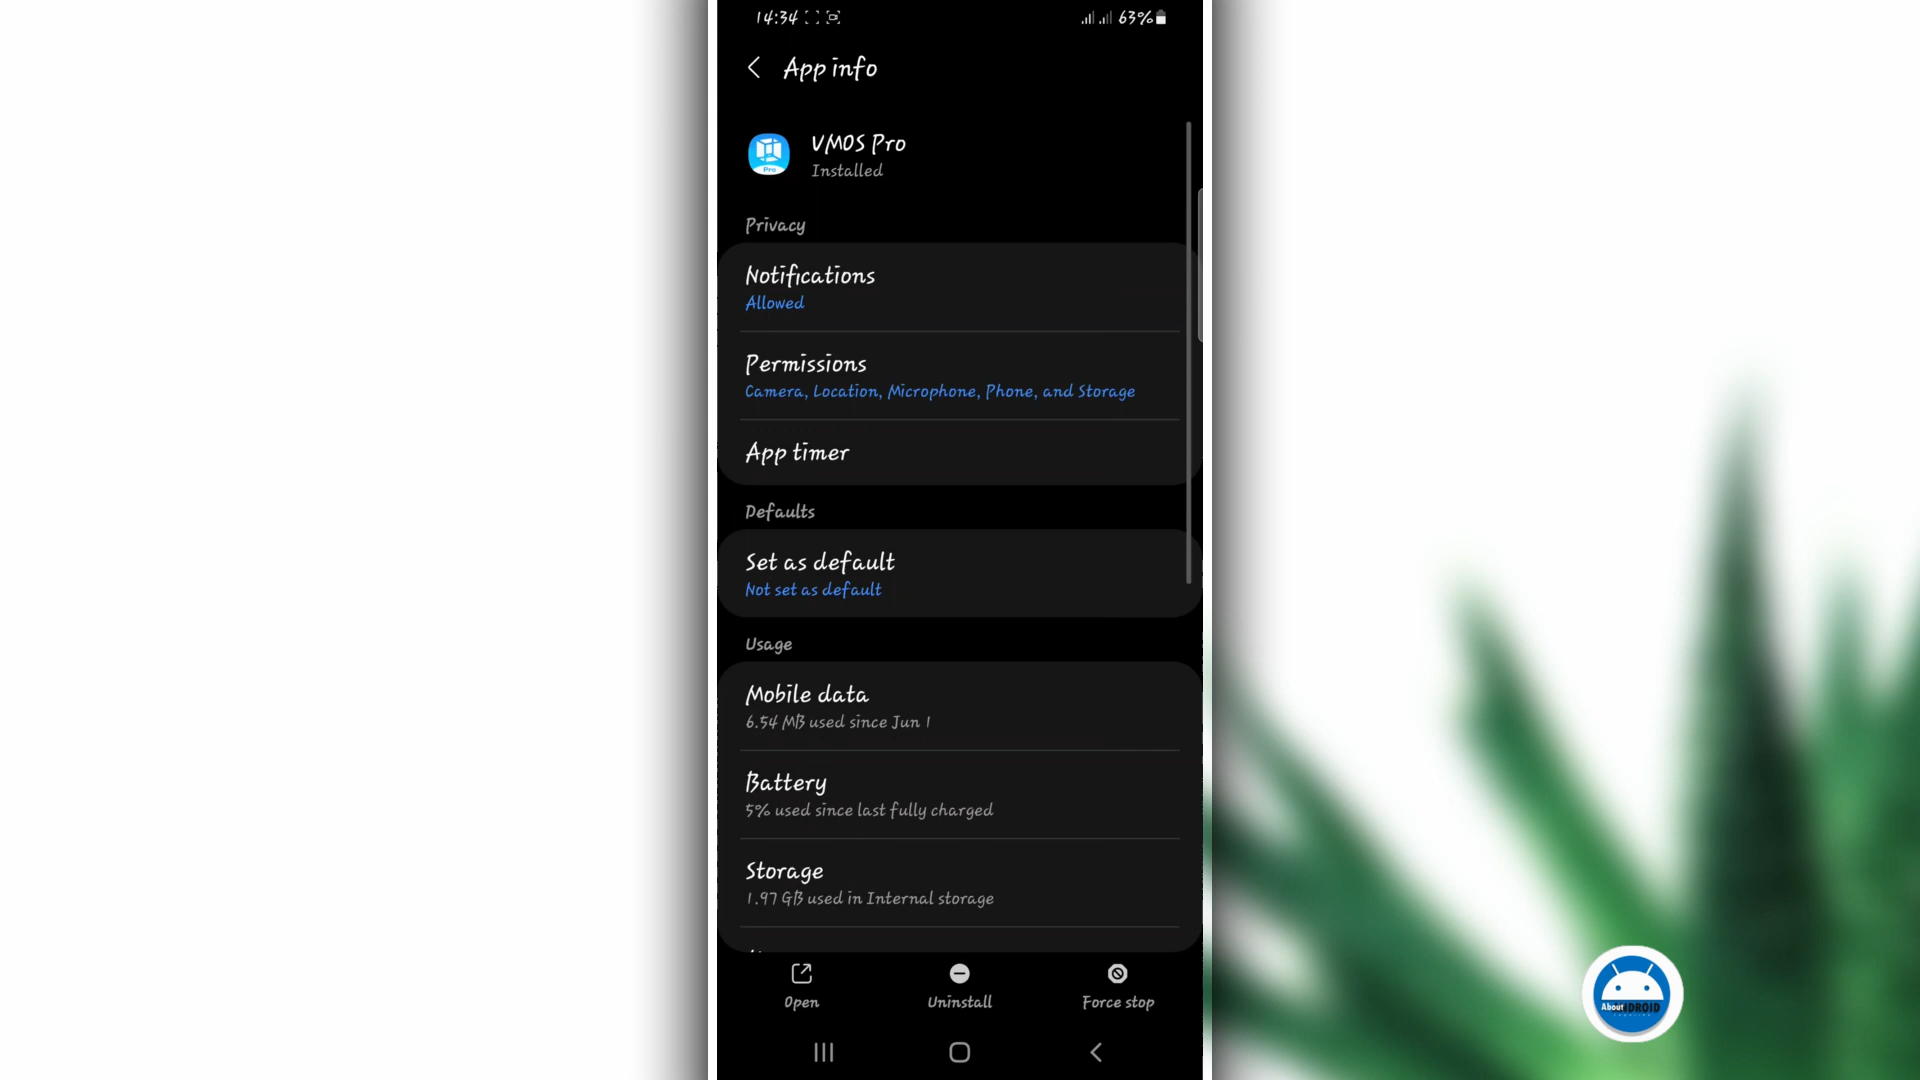 14:34 63%
App info
VMOS Pro
Pro
Installed
Privacy
Notifications
Allowed
Permissions
Camera, Location, Microphone, Phone, and Storage
App timer
Defaults
Set as default
Not set as default
Usage
Mobile data
6.54 MB used since Jun 1
Battery
5% used since last fully charged
Storage
1.97 GB used in Internal storage
Open Uninstall Force stop
About ANDROID